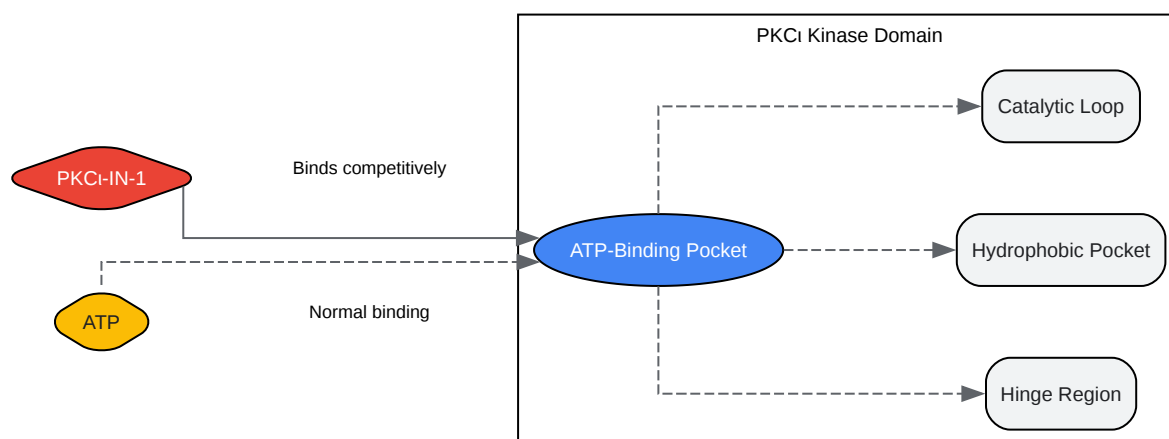 PKCι Kinase Domain
Catalytic Loop
Binds competitively
PKCι-IN-1
ATP-Binding Pocket
Hydrophobic Pocket
Normal binding
ATP
Hinge Region